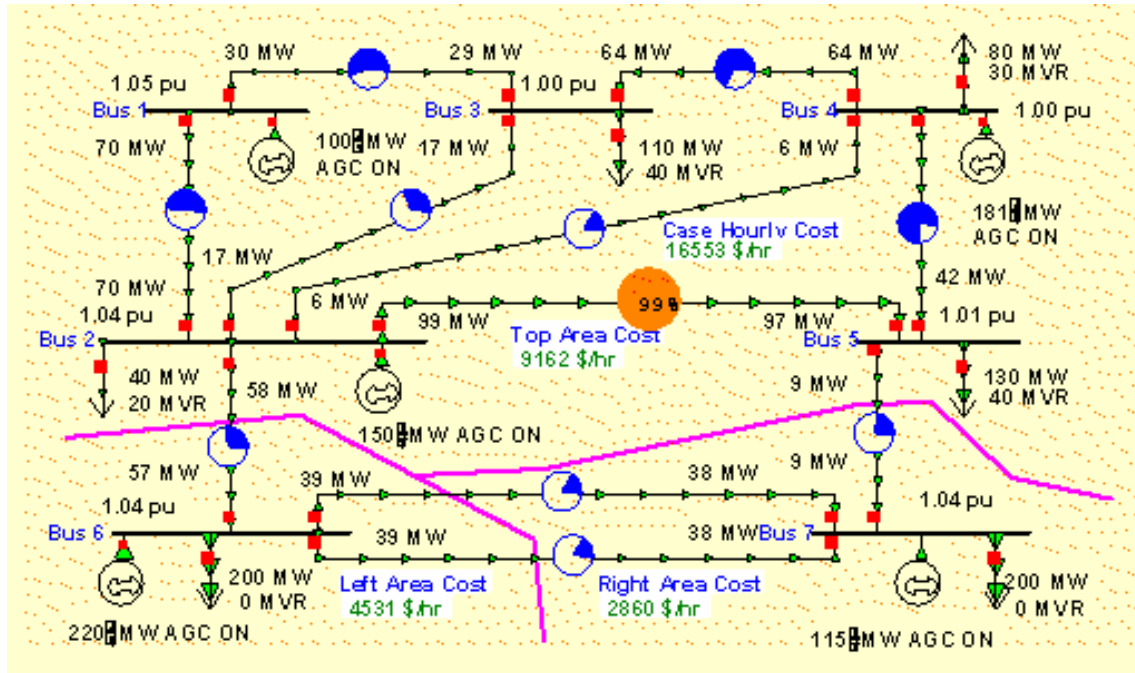 30 MW
29 MW
64 MW
64 MW
80 MW
30 MVR
1.05 pu
1.00 pu
1.00 pu
Bus 1
Bus 3
Bus 4
70 MW
100 MW
AGC ON
17 MW
110 MW
40 MVR
6 MW
181 MW
AGC ON
Case Hourly Cost
16553 $/hr
17 MW
70 MW
6 MW
42 MW
1.04 pu
99%
99 MW
97 MW
1.01 pu
Bus 2
Top Area Cost
9162 $/hr
Bus 5
40 MW
20 MVR
58 MW
9 MW
130 MW
40 MVR
150 MW AGC ON
57 MW
39 MW
38 MW
9 MW
1.04 pu
1.04 pu
Bus 6
39 MW
38 MW
Bus 7
200 MW
0 MVR
Left Area Cost
4531 $/hr
Right Area Cost
2860 $/hr
200 MW
0 MVR
220 MW AGC ON
115 MW AGC ON